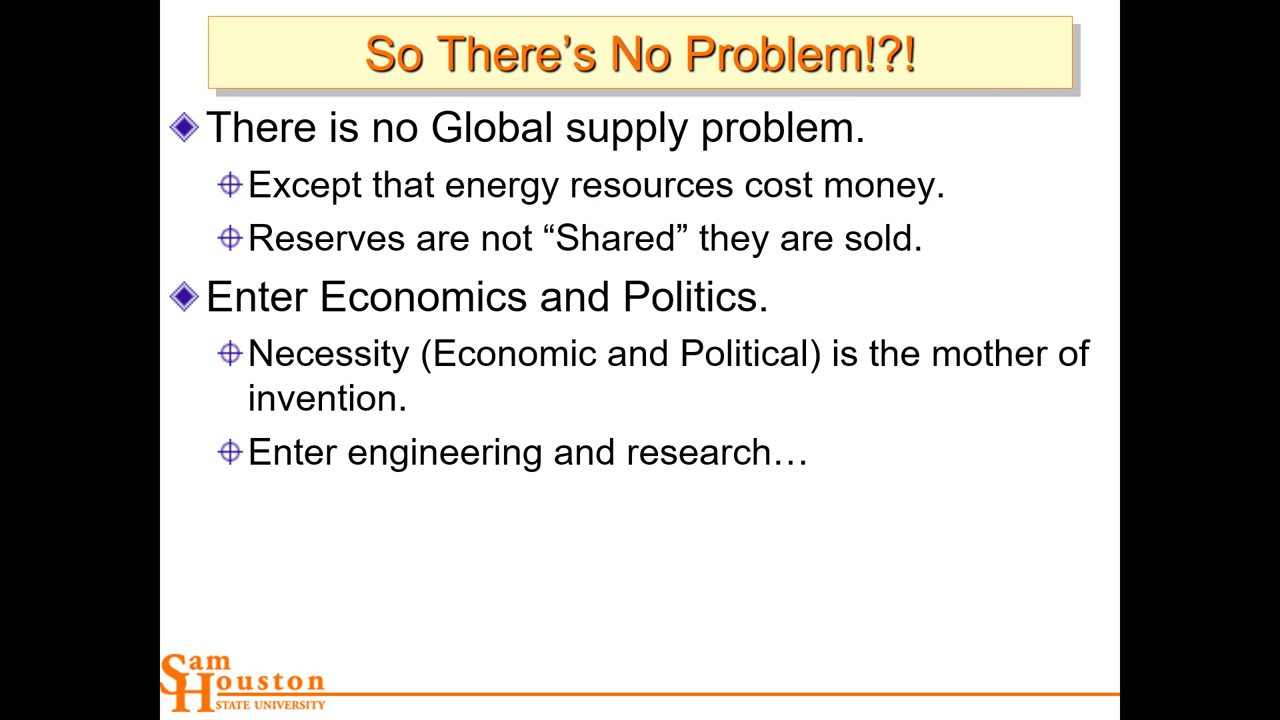 So There’s No Problem!?!
There is no Global supply problem.
Except that energy resources cost money.
Reserves are not “Shared” they are sold.
Enter Economics and Politics.
Necessity (Economic and Political) is the mother of
invention.
Enter engineering and research…
Sam
Houston
STATE UNIVERSITY